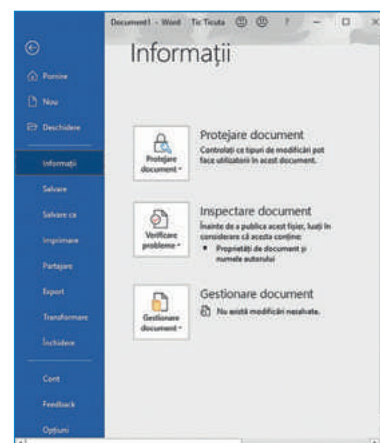 Document1 - Word Tic Ticuta ?
Informații
Pornire
Nou
Deschidere
Informații
Salvare
Salvare ca
Imprimare
Partajare
Export
Transformare
Închidere
Cont
Feedback
Opțiuni
Protejare document
Protejare document
Controlați ce tipuri de modificări pot
face utilizatorii în acest document.
Verificare probleme
Inspectare document
Înainte de a publica acest fișier, luați în
considerare că acesta conține:
Proprietăți de document și
numele autorului
Gestionare document
Gestionare document
Nu există modificări nesalvate.